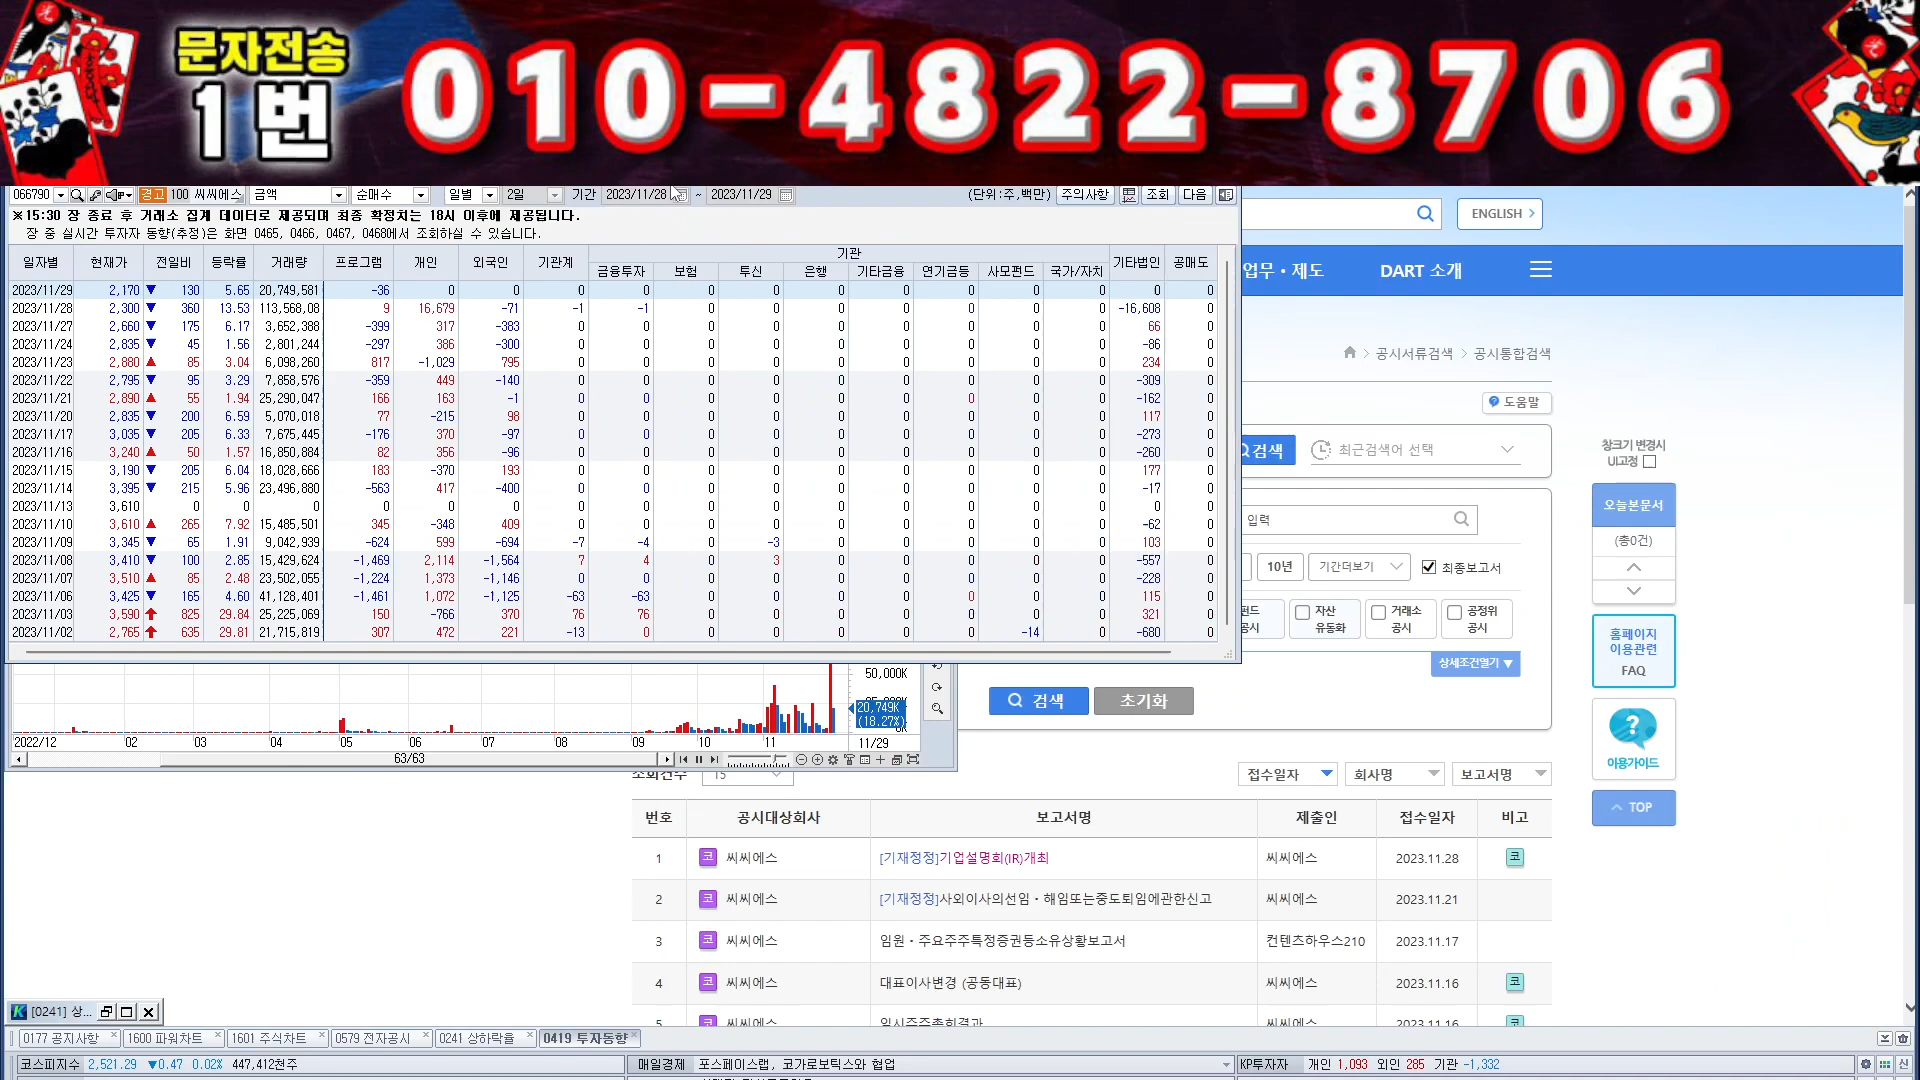 문자전송
1번
010-4822-8706
066790 경고 100 씨씨에스 금액 순매수 일별 2일 기간 2023/11/28 ~ 2023/11/29 (단위:주,백만) 주의사항 조회 다음
※15:30 장 종료 후 거래소 집계 데이터로 제공되며 최종 확정치는 18시 이후에 제공됩니다.
장 중 실시간 투자자 동향(추정)은 화면 0465, 0466, 0467, 0468에서 조회하실 수 있습니다.
일자별 현재가 전일비 등락률 거래량 프로그램 개인 외국인 기관계 기관 기타법인 공매도
금융투자 보험 투신 은행 기타금융 연기금등 사모펀드 국가/자치
2023/11/29 2,170 ▼ 130 5.65 20,749,581 -36 0 0 0 0 0 0 0 0 0 0 0 0 0
2023/11/28 2,300 ▼ 360 13.53 113,568,08 9 16,679 -71 -1 -1 0 0 0 0 0 0 0 -16,608 0
2023/11/27 2,660 ▼ 175 6.17 3,652,388 -399 317 -383 0 0 0 0 0 0 0 0 0 66 0
2023/11/24 2,835 ▼ 45 1.56 2,801,244 -297 386 -300 0 0 0 0 0 0 0 0 0 -86 0
2023/11/23 2,880 ▲ 85 3.04 6,098,260 817 -1,029 795 0 0 0 0 0 0 0 0 0 234 0
2023/11/22 2,795 ▼ 95 3.29 7,858,576 -359 449 -140 0 0 0 0 0 0 0 0 0 -309 0
2023/11/21 2,890 ▲ 55 1.94 25,290,047 166 163 -1 0 0 0 0 0 0 0 0 0 -162 0
2023/11/20 2,835 ▼ 200 6.59 5,070,018 77 -215 98 0 0 0 0 0 0 0 0 0 117 0
2023/11/17 3,035 ▼ 205 6.33 7,675,445 -176 370 -97 0 0 0 0 0 0 0 0 0 -273 0
2023/11/16 3,240 ▲ 50 1.57 16,850,884 82 356 -96 0 0 0 0 0 0 0 0 0 -260 0
2023/11/15 3,190 ▼ 205 6.04 18,028,666 183 -370 193 0 0 0 0 0 0 0 0 0 177 0
2023/11/14 3,395 ▼ 215 5.96 23,496,880 -563 417 -400 0 0 0 0 0 0 0 0 0 -17 0
2023/11/13 3,610 0 0 0 0 0 0 0 0 0 0 0 0 0 0 0 0 0
2023/11/10 3,610 ▲ 265 7.92 15,485,501 345 -348 409 0 0 0 0 0 0 0 0 0 -62 0
2023/11/09 3,345 ▼ 65 1.91 9,042,939 -624 599 -694 -7 -4 0 -3 0 0 0 0 0 103 0
2023/11/08 3,410 ▼ 100 2.85 15,429,624 -1,469 2,114 -1,564 7 4 0 3 0 0 0 0 0 -557 0
2023/11/07 3,510 ▲ 85 2.48 23,502,055 -1,224 1,373 -1,146 0 0 0 0 0 0 0 0 0 -228 0
2023/11/06 3,425 ▼ 165 4.60 41,128,401 -1,461 1,072 -1,125 -63 -63 0 0 0 0 0 0 0 115 0
2023/11/03 3,590 ↑ 825 29.84 25,225,069 150 -766 370 76 76 0 0 0 0 0 0 0 321 0
2023/11/02 2,765 ↑ 635 29.81 21,715,819 307 472 221 -13 0 0 0 0 0 0 -14 0 -680 0
50,000K
20,749K
(18.27%)
2022/12 02 03 04 05 06 07 08 09 10 11 11/29
63/63
ENGLISH
업무・제도 DART 소개
공시서류검색 > 공시통합검색
도움말
검색 최근검색어 선택
입력
10년 기간더보기 최종보고서
펀드
공시
자산
유동화
거래소
공시
공정위
공시
상세조건열기 ▼
검색 초기화
창크기 변경시
UI고정
오늘본문서
(총0건)
홈페이지
이용관련
FAQ
이용가이드
TOP
조회건수 15 접수일자 회사명 보고서명
번호 공시대상회사 보고서명 제출인 접수일자 비고
1 코 씨씨에스 [기재정정]기업설명회(IR)개최 씨씨에스 2023.11.28 코
2 코 씨씨에스 [기재정정]사외이사의선임・해임또는중도퇴임에관한신고 씨씨에스 2023.11.21
3 코 씨씨에스 임원・주요주주특정증권등소유상황보고서 컨텐츠하우스210 2023.11.17
4 코 씨씨에스 대표이사변경 (공동대표) 씨씨에스 2023.11.16 코
5 코 씨씨에스 임시주주총회결과 씨씨에스 2023.11.16 코
[0241] 상...
0177 공지사항 1600 파워차트 1601 주식차트 0579 전자공시 0241 상하락율 0419 투자동향
코스피지수 2,521.29 ▼0.47 0.02% 447,412천주 매일경제 포스페이스랩, 코가로보틱스와 협업 KP투자자 개인 1,093 외인 285 기관 -1,332